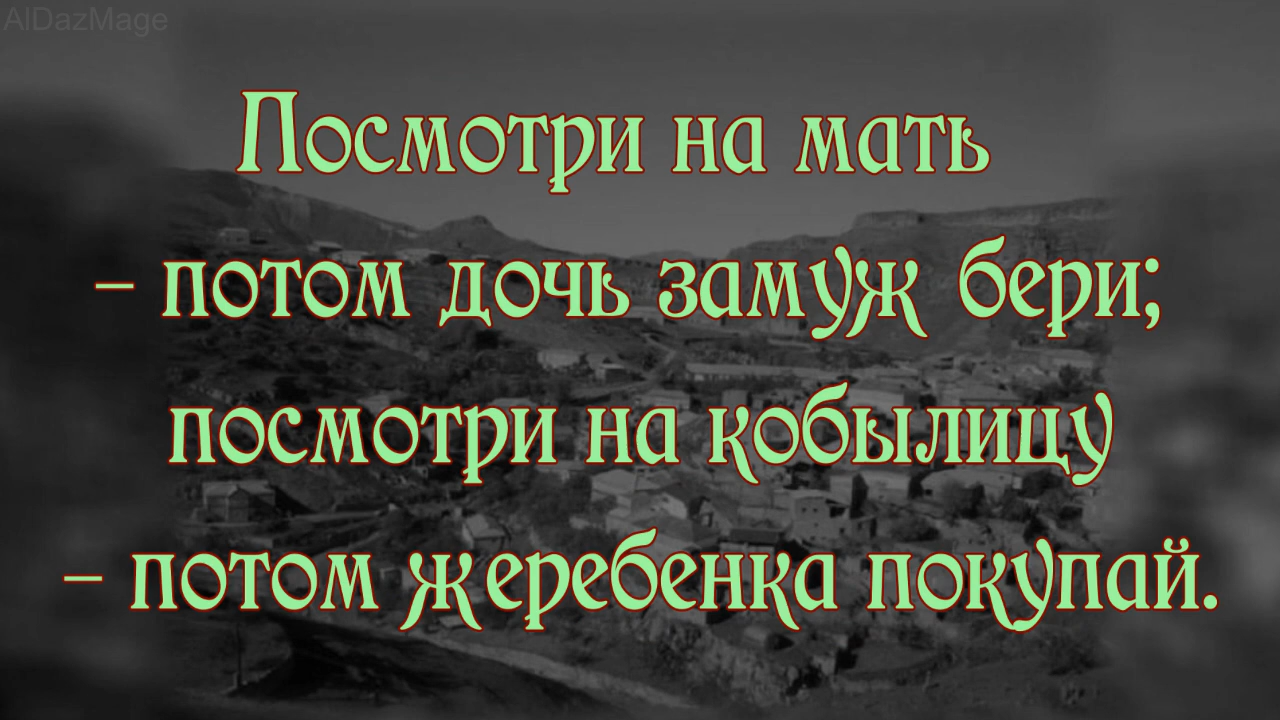 AlDazMage
Посмотри на мать
– потом дочь замуж бери;
посмотри на кобылицу
– потом жеребенка покупай.